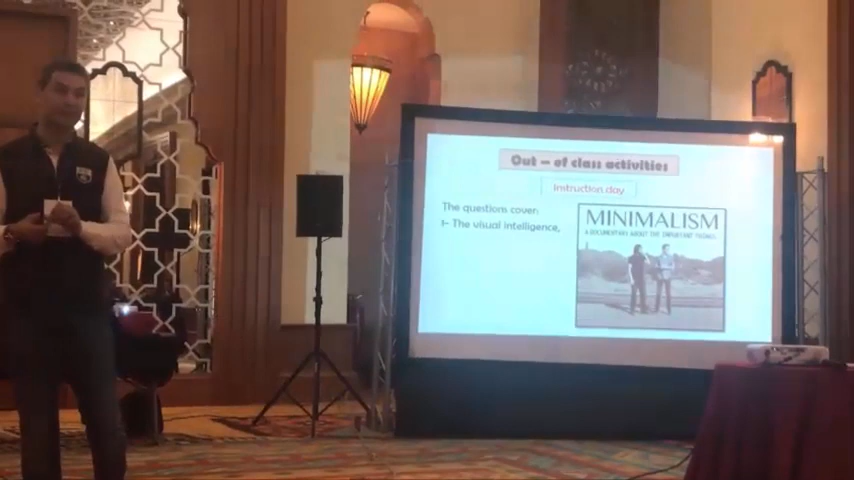 Out - of class activities
Instruction day
The questions cover:
1- The visual intelligence,
MINIMALISM
A DOCUMENTARY ABOUT THE IMPORTANT THINGS